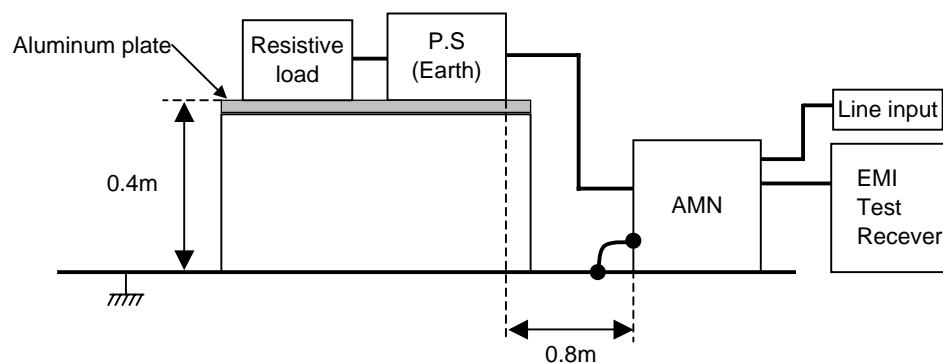 Aluminum plate
Resistive
load
P.S
(Earth)
Line input
0.4m
AMN
EMI
Test
Recever
0.8m